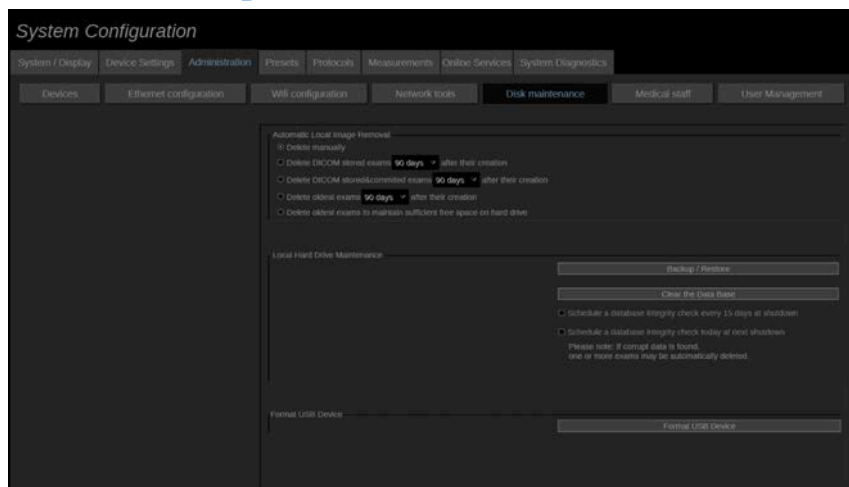 System Configuration
System / Display Device Settings Administration Presets Protocols Measurements Online Services System Diagnostics
Devices Ethernet configuration Wifi configuration Network tools Disk maintenance Medical staff User Management
Automatic Local Image Removal
Delete manually
Delete DICOM stored exams 90 days after their creation
Delete DICOM stored&commited exams 90 days after their creation
Delete oldest exams 90 days after their creation
Delete oldest exams to maintain sufficient free space on hard drive
Local Hard Drive Maintenance
Backup / Restore
Clear the Data Base
Schedule a database integrity check every 15 days at shutdown
Schedule a database integrity check today at next shutdown
Please note: if corrupt data is found,
one or more exams may be automatically deleted.
Format USB Device
Format USB Device